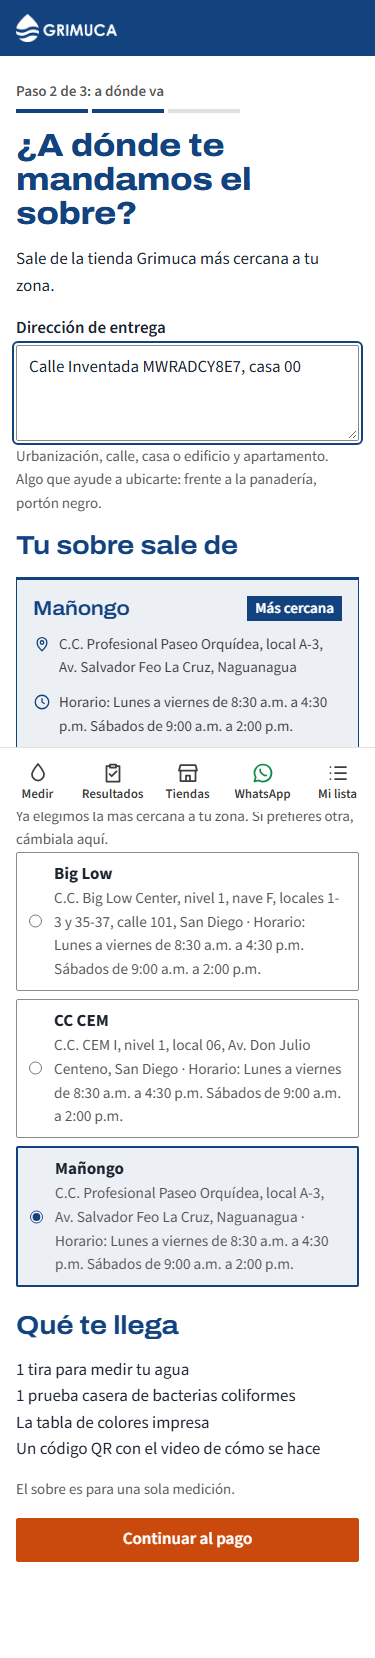 GRIMUCA
Paso 2 de 3: a dónde va
¿A dónde te
mandamos el
sobre?
Sale de la tienda Grimuca más cercana a tu
zona.
Dirección de entrega
Calle Inventada MWRADCY8E7, casa 00
Urbanización, calle, casa o edificio y apartamento.
Algo que ayude a ubicarte: frente a la panadería,
portón negro.
Tu sobre sale de
Mañongo
Más cercana
C.C. Profesional Paseo Orquídea, local A-3,
Av. Salvador Feo La Cruz, Naguanagua
Horario: Lunes a viernes de 8:30 a.m. a 4:30
p.m. Sábados de 9:00 a.m. a 2:00 p.m.
Medir
Resultados
Tiendas
WhatsApp
Mi lista
Ya elegimos la más cercana a tu zona. Si prefieres otra,
cámbiala aquí.
Big Low
C.C. Big Low Center, nivel 1, nave F, locales 1-
3 y 35-37, calle 101, San Diego · Horario:
Lunes a viernes de 8:30 a.m. a 4:30 p.m.
Sábados de 9:00 a.m. a 2:00 p.m.
CC CEM
C.C. CEM I, nivel 1, local 06, Av. Don Julio
Centeno, San Diego · Horario: Lunes a viernes
de 8:30 a.m. a 4:30 p.m. Sábados de 9:00 a.m.
a 2:00 p.m.
Mañongo
C.C. Profesional Paseo Orquídea, local A-3,
Av. Salvador Feo La Cruz, Naguanagua ·
Horario: Lunes a viernes de 8:30 a.m. a 4:30
p.m. Sábados de 9:00 a.m. a 2:00 p.m.
Qué te llega
1 tira para medir tu agua
1 prueba casera de bacterias coliformes
La tabla de colores impresa
Un código QR con el video de cómo se hace
El sobre es para una sola medición.
Continuar al pago